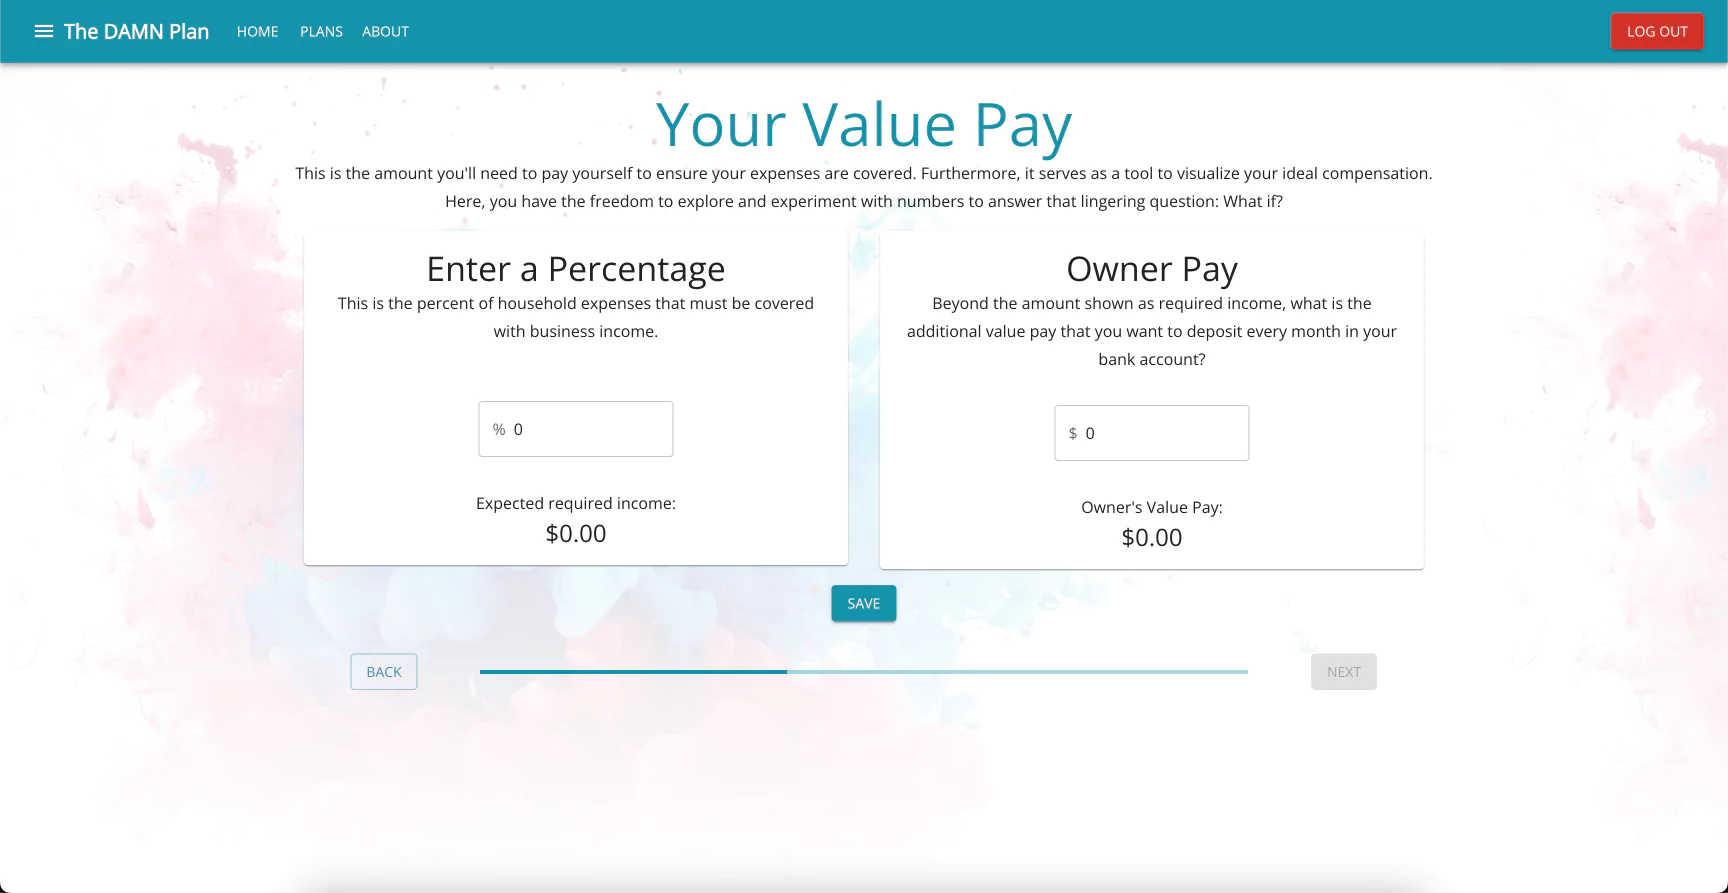 The DAMN Plan HOME PLANS ABOUT LOG OUT
Your Value Pay
This is the amount you'll need to pay yourself to ensure your expenses are covered. Furthermore, it serves as a tool to visualize your ideal compensation.
Here, you have the freedom to explore and experiment with numbers to answer that lingering question: What if?
Enter a Percentage
This is the percent of household expenses that must be covered
with business income.
% 0
Expected required income:
$0.00
Owner Pay
Beyond the amount shown as required income, what is the
additional value pay that you want to deposit every month in your
bank account?
$ 0
Owner's Value Pay:
$0.00
SAVE
BACK
NEXT